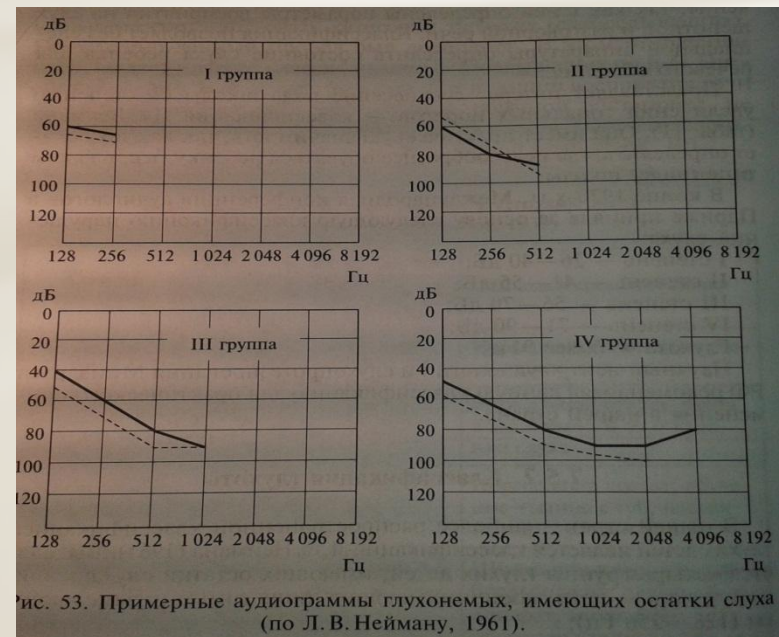 дБ
0
20
40
60
80
100
120
I группа
128 256 512 1 024 2 048 4 096 8 192
Гц
дБ
0
20
40
60
80
100
120
II группа
128 256 512 1 024 2 048 4 096 8 192
Гц
дБ
0
20
40
60
80
100
120
III группа
128 256 512 1 024 2 048 4 096 8 192
Гц
дБ
0
20
40
60
80
100
120
IV группа
128 256 512 1 024 2 048 4 096 8 192
Гц
Рис. 53. Примерные аудиограммы глухонемых, имеющих остатки слуха
(по Л. В. Нейману, 1961).